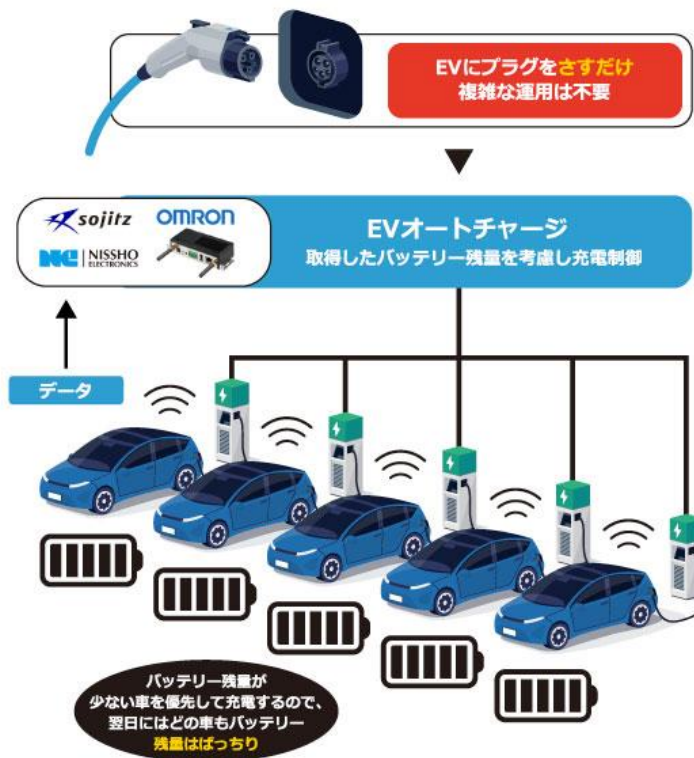 EVにプラグをさすだけ
複雑な運用は不要
sojitz
OMRON
NISSHO
ELECTRONICS
EVオートチャージ
取得したバッテリー残量を考慮し充電制御
データ
バッテリー残量が
少ない車を優先して充電するので、
翌日にはどの車もバッテリー
残量はばっちり